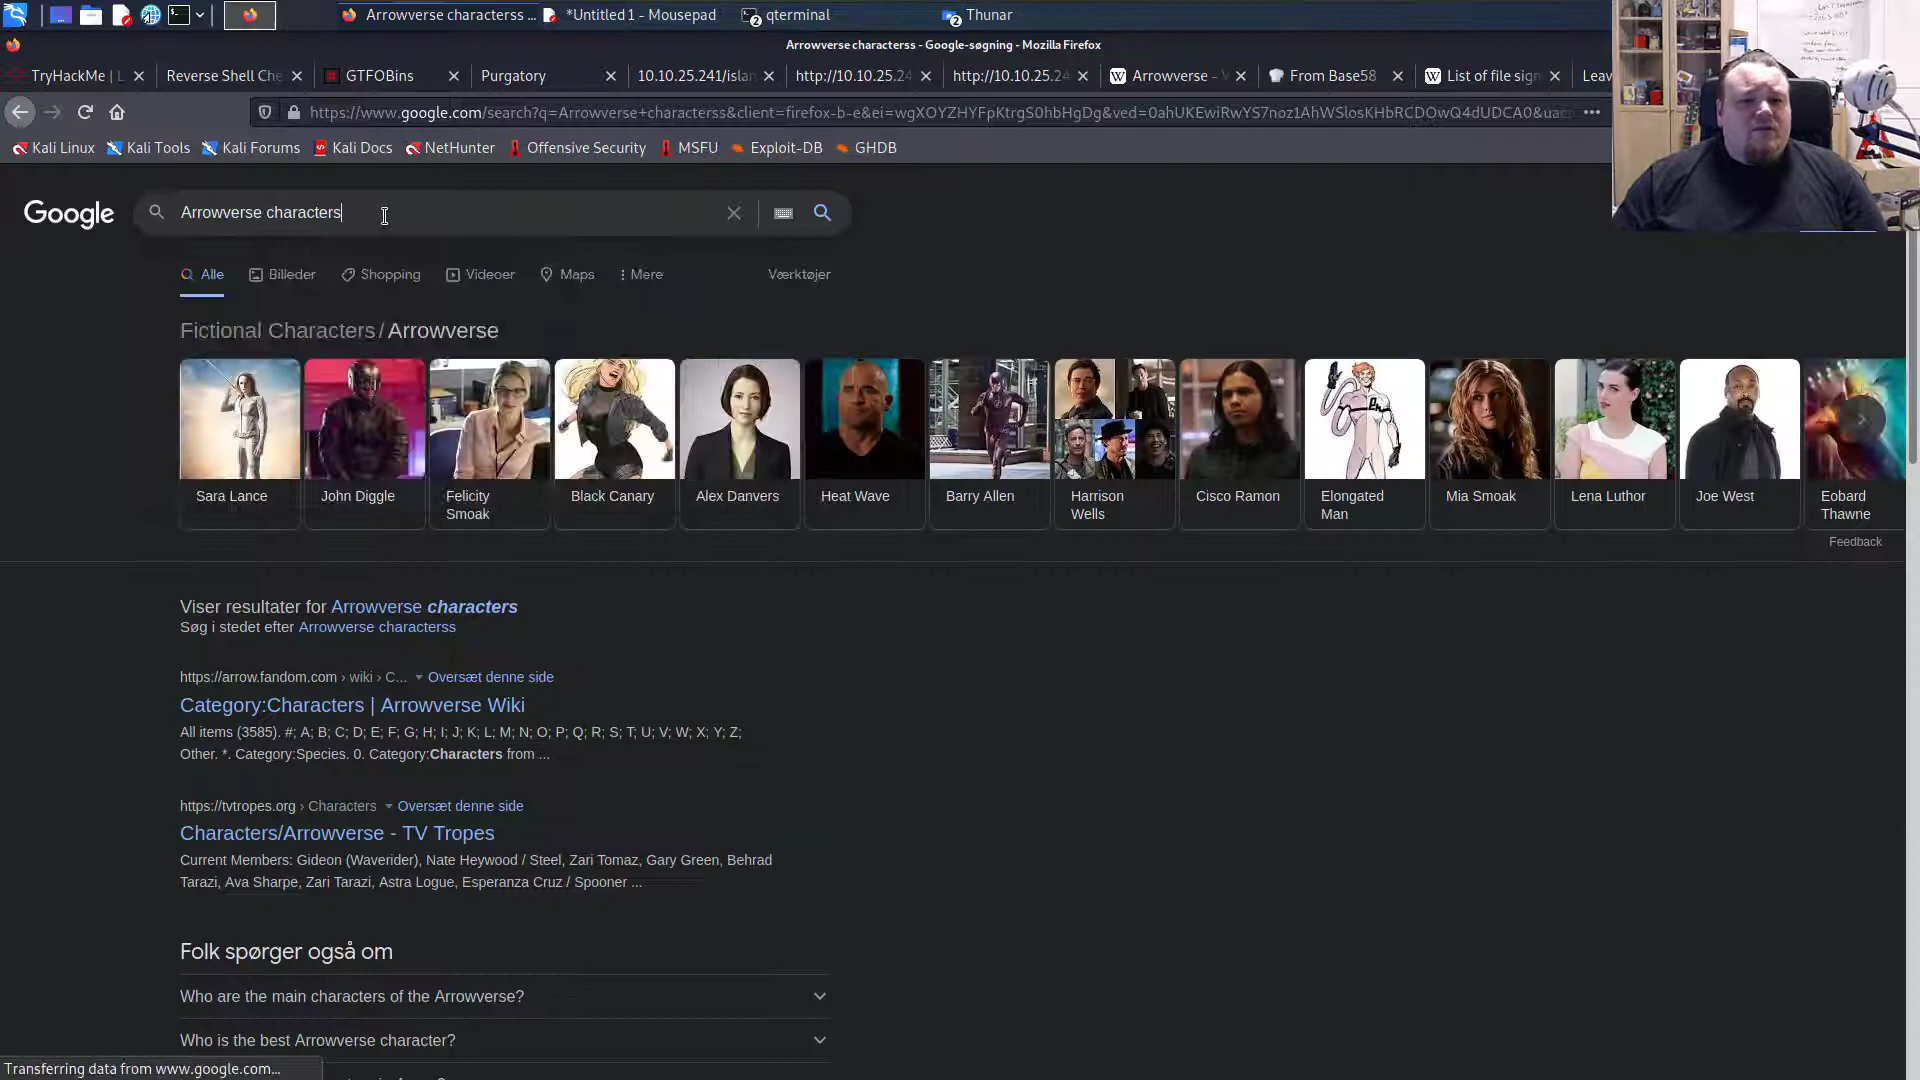 Arrowverse characterss ...
*Untitled 1 - Mousepad
2 qterminal
2 Thunar
Arrowverse characterss - Google-søgning - Mozilla Firefox
TryHackMe | L
Reverse Shell Che
GTFOBins
Purgatory
10.10.25.241/islan
http://10.10.25.24
http://10.10.25.24
Arrowverse - 
From Base58
List of file sign
Leav
https://www.google.com/search?q=Arrowverse+characterss&client=firefox-b-e&ei=wgXOYZHYFpKtrgS0hbHgDg&ved=0ahUKEwiRwYS7noz1AhWSlosKHbRCDOwQ4dUDCA0&uac
Kali Linux
Kali Tools
Kali Forums
Kali Docs
NetHunter
Offensive Security
MSFU
Exploit-DB
GHDB
Google
Arrowverse characters
Alle
Billeder
Shopping
Videoer
Maps
Mere
Værktøjer
Fictional Characters / Arrowverse
Sara Lance
John Diggle
Felicity Smoak
Black Canary
Alex Danvers
Heat Wave
Barry Allen
Harrison Wells
Cisco Ramon
Elongated Man
Mia Smoak
Lena Luthor
Joe West
Eobard Thawne
Feedback
Viser resultater for Arrowverse characters
Søg i stedet efter Arrowverse characterss
https://arrow.fandom.com › wiki › C... Oversæt denne side
Category:Characters | Arrowverse Wiki
All items (3585). #; A; B; C; D; E; F; G; H; I; J; K; L; M; N; O; P; Q; R; S; T; U; V; W; X; Y; Z;
Other. *. Category:Species. 0. Category:Characters from ...
https://tvtropes.org › Characters Oversæt denne side
Characters/Arrowverse - TV Tropes
Current Members: Gideon (Waverider), Nate Heywood / Steel, Zari Tomaz, Gary Green, Behrad
Tarazi, Ava Sharpe, Zari Tarazi, Astra Logue, Esperanza Cruz / Spooner ...
Folk spørger også om
Who are the main characters of the Arrowverse?
Who is the best Arrowverse character?
Transferring data from www.google.com...